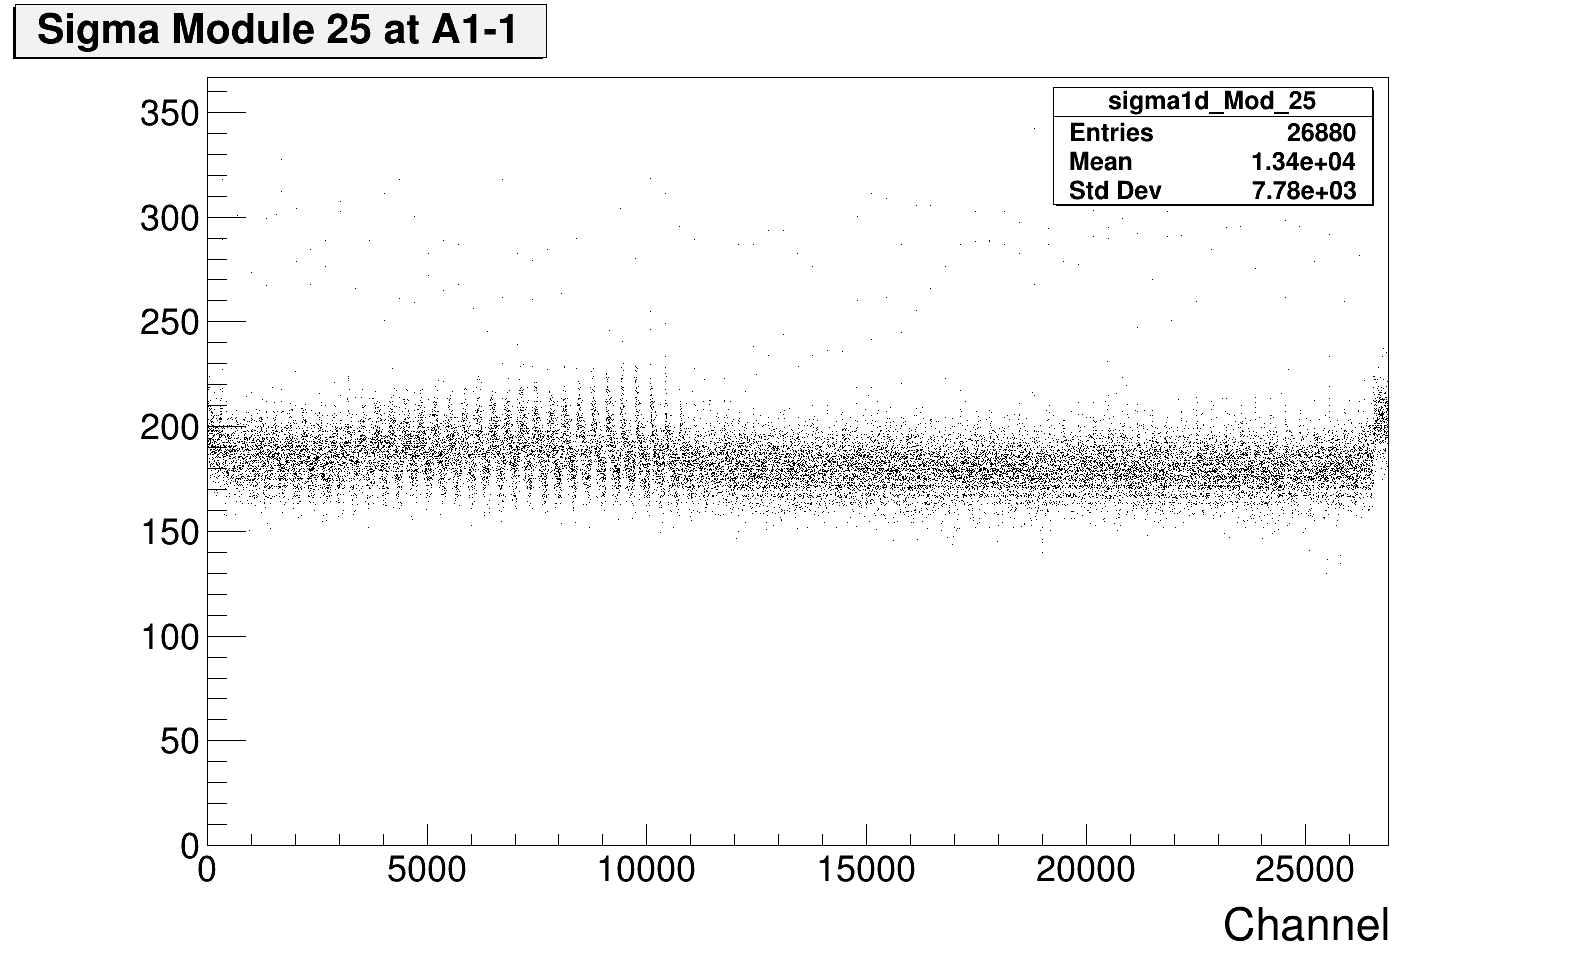 Sigma Module 25 at A1-1
sigma1d_Mod_25
Entries 26880
Mean 1.34e+04
Std Dev 7.78e+03
350
300
250
200
150
100
50
0
0 5000 10000 15000 20000 25000
Channel